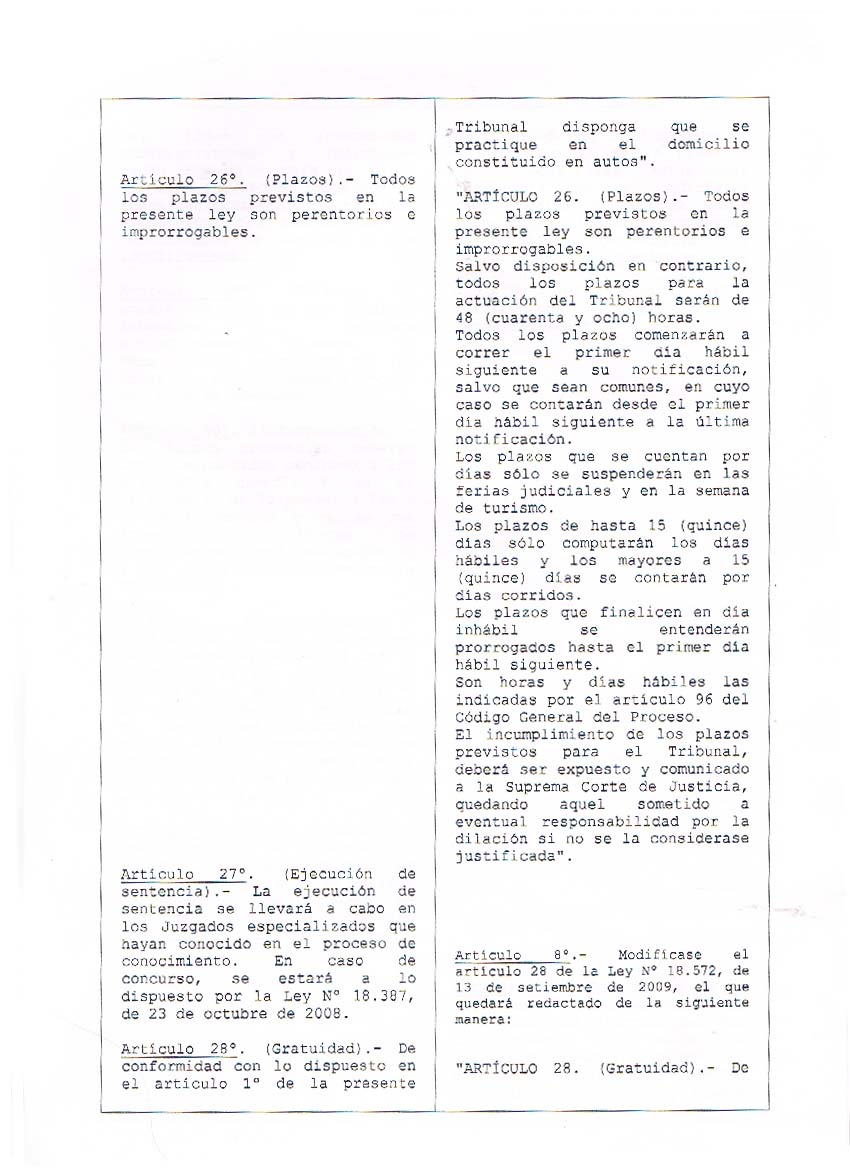 Artículo 26º. (Plazos).- Todos
los plazos previstos en la
presente ley son perentorios e
improrrogables.
Artículo 27º. (Ejecución de
sentencia).- La ejecución de
sentencia se llevará a cabo en
los Juzgados especializados que
hayan conocido en el proceso de
conocimiento. En caso de
concurso, se estará a lo
dispuesto por la Ley Nº 18.387,
de 23 de octubre de 2008.
Artículo 28º. (Gratuidad).- De
conformidad con lo dispuesto en
el artículo 1º de la presente
Tribunal disponga que se
practique en el domicilio
constituido en autos".
"ARTÍCULO 26. (Plazos).- Todos
los plazos previstos en la
presente ley son perentorios e
improrrogables.
Salvo disposición en contrario,
todos los plazos para la
actuación del Tribunal serán de
48 (cuarenta y ocho) horas.
Todos los plazos comenzarán a
correr el primer día hábil
siguiente a su notificación,
salvo que sean comunes, en cuyo
caso se contarán desde el primer
día hábil siguiente a la última
notificación.
Los plazos que se cuentan por
días sólo se suspenderán en las
ferias judiciales y en la semana
de turismo.
Los plazos de hasta 15 (quince)
días sólo computarán los días
hábiles y los mayores a 15
(quince) días se contarán por
días corridos.
Los plazos que finalicen en día
inhábil se entenderán
prorrogados hasta el primer día
hábil siguiente.
Son horas y días hábiles las
indicadas por el artículo 96 del
Código General del Proceso.
El incumplimiento de los plazos
previstos para el Tribunal,
deberá ser expuesto y comunicado
a la Suprema Corte de Justicia,
quedando aquel sometido a
eventual responsabilidad por la
dilación si no se la considerase
justificada".
Artículo 8º.- Modifícase el
artículo 28 de la Ley Nº 18.572, de
13 de setiembre de 2009, el que
quedará redactado de la siguiente
manera:
"ARTÍCULO 28. (Gratuidad).- De